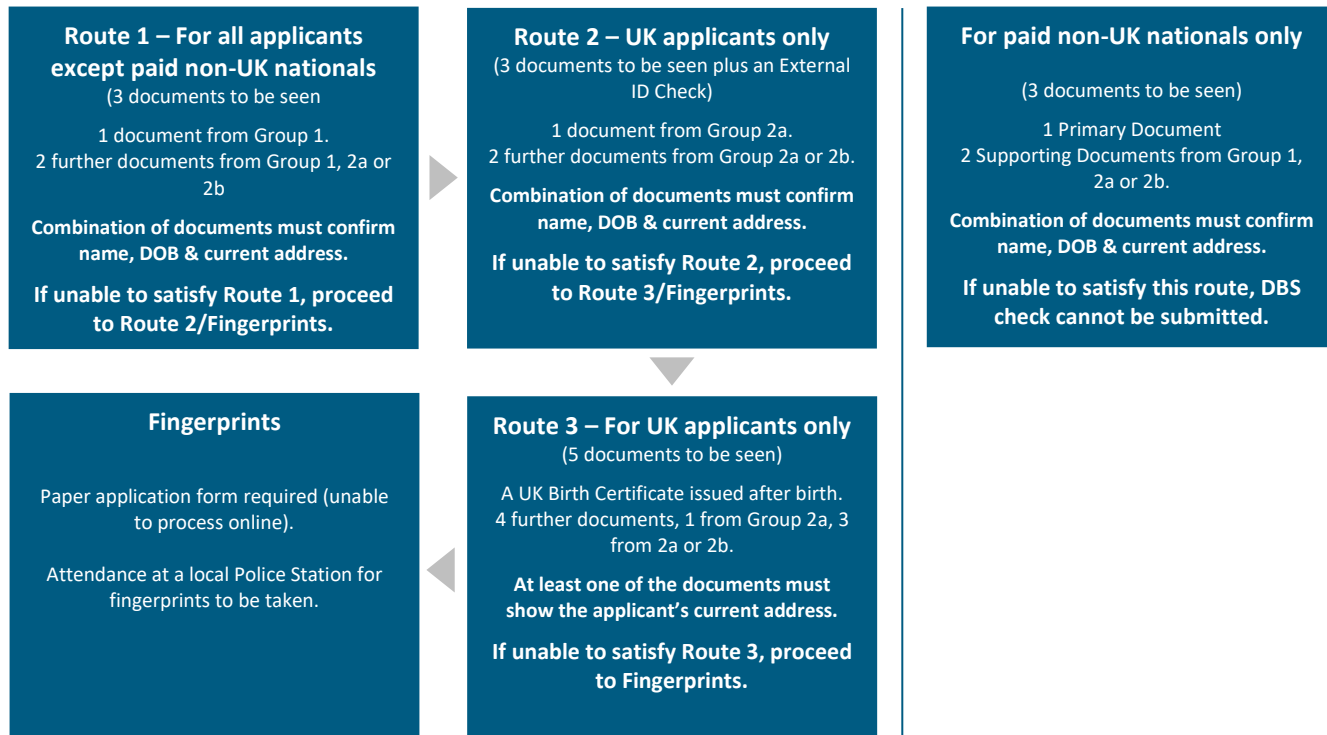 Route 1 – For all applicants
except paid non-UK nationals
(3 documents to be seen
1 document from Group 1.
2 further documents from Group 1, 2a or
2b
Combination of documents must confirm
name, DOB & current address.
If unable to satisfy Route 1, proceed
to Route 2/Fingerprints.
Route 2 – UK applicants only
(3 documents to be seen plus an External
ID Check)
1 document from Group 2a.
2 further documents from Group 2a or 2b.
Combination of documents must confirm
name, DOB & current address.
If unable to satisfy Route 2, proceed
to Route 3/Fingerprints.
For paid non-UK nationals only
(3 documents to be seen)
1 Primary Document
2 Supporting Documents from Group 1,
2a or 2b.
Combination of documents must confirm
name, DOB & current address.
If unable to satisfy this route, DBS
check cannot be submitted.
Fingerprints
Paper application form required (unable
to process online).
Attendance at a local Police Station for
fingerprints to be taken.
Route 3 – For UK applicants only
(5 documents to be seen)
A UK Birth Certificate issued after birth.
4 further documents, 1 from Group 2a, 3
from 2a or 2b.
At least one of the documents must
show the applicant's current address.
If unable to satisfy Route 3, proceed
to Fingerprints.